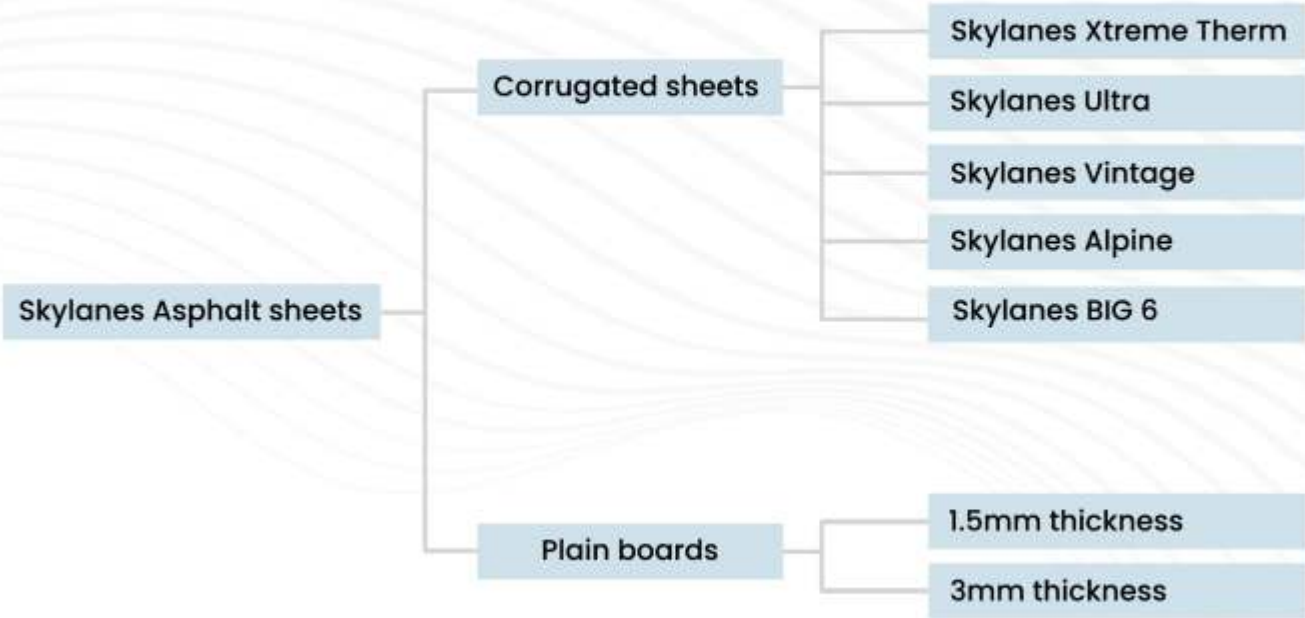 Skylanes Asphalt sheets
Corrugated sheets
Skylanes Xtreme Therm
Skylanes Ultra
Skylanes Vintage
Skylanes Alpine
Skylanes BIG 6
Plain boards
1.5mm thickness
3mm thickness